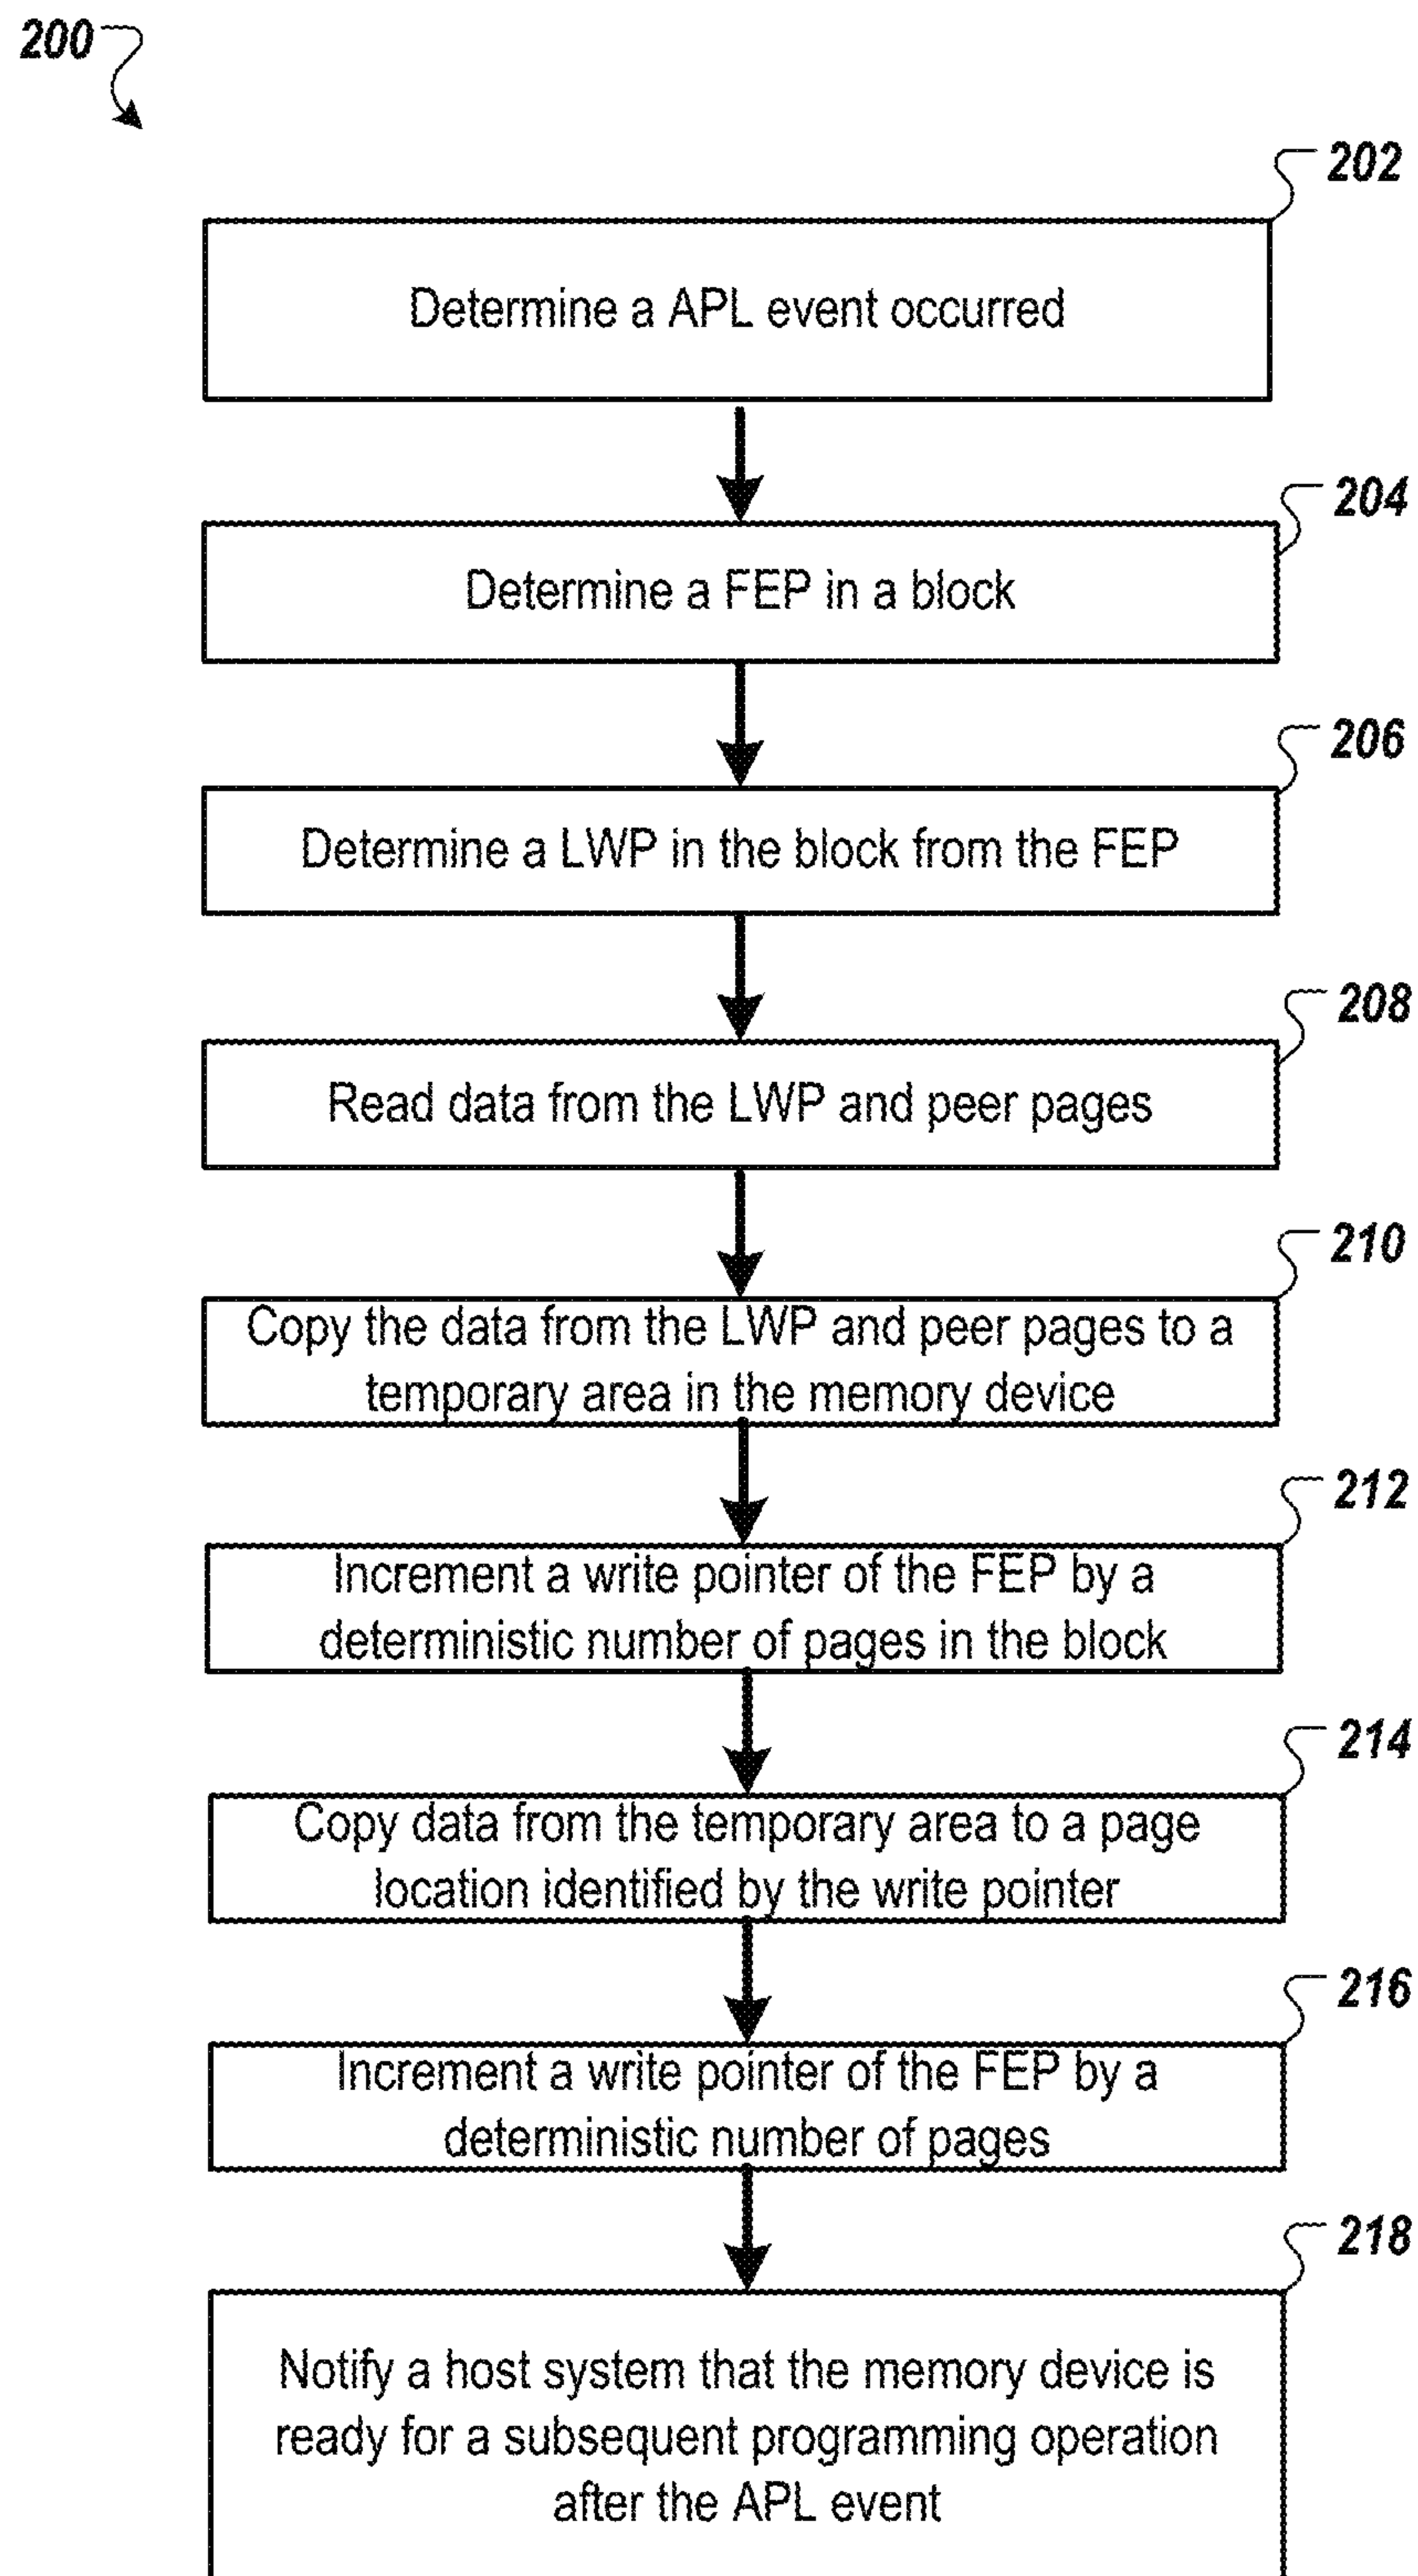 200
202
Determine a APL event occurred
204
Determine a FEP in a block
206
Determine a LWP in the block from the FEP
208
Read data from the LWP and peer pages
210
Copy the data from the LWP and peer pages to a
temporary area in the memory device
212
Increment a write pointer of the FEP by a
deterministic number of pages in the block
214
Copy data from the temporary area to a page
location identified by the write pointer
216
Increment a write pointer of the FEP by a
deterministic number of pages
218
Notify a host system that the memory device is
ready for a subsequent programming operation
after the APL event